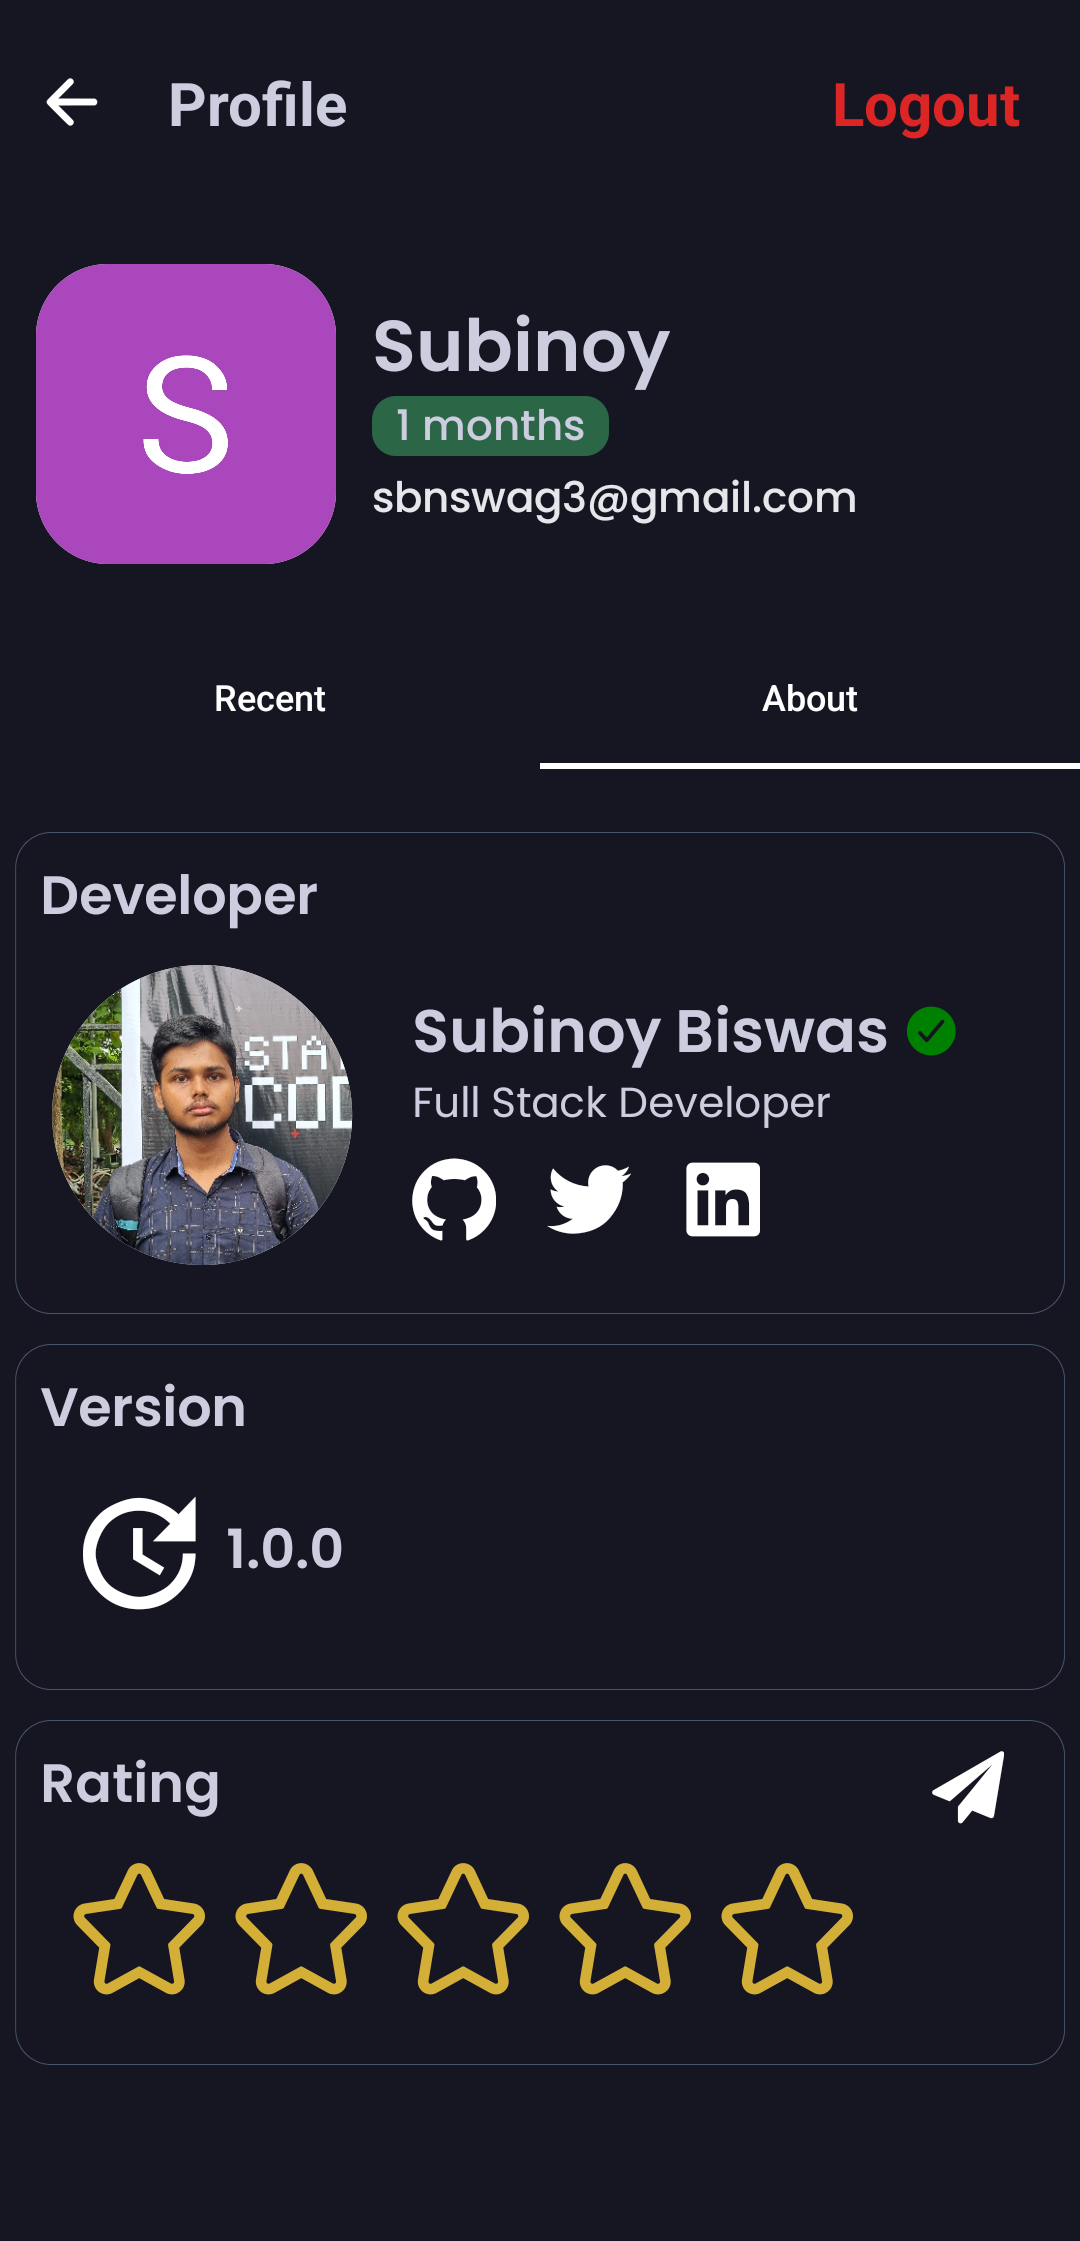 Profile
Logout
S
Subinoy
1 months
sbnswag3@gmail.com
Recent
About
Developer
STA
COD
Subinoy Biswas
Full Stack Developer
in
Version
1.0.0
Rating